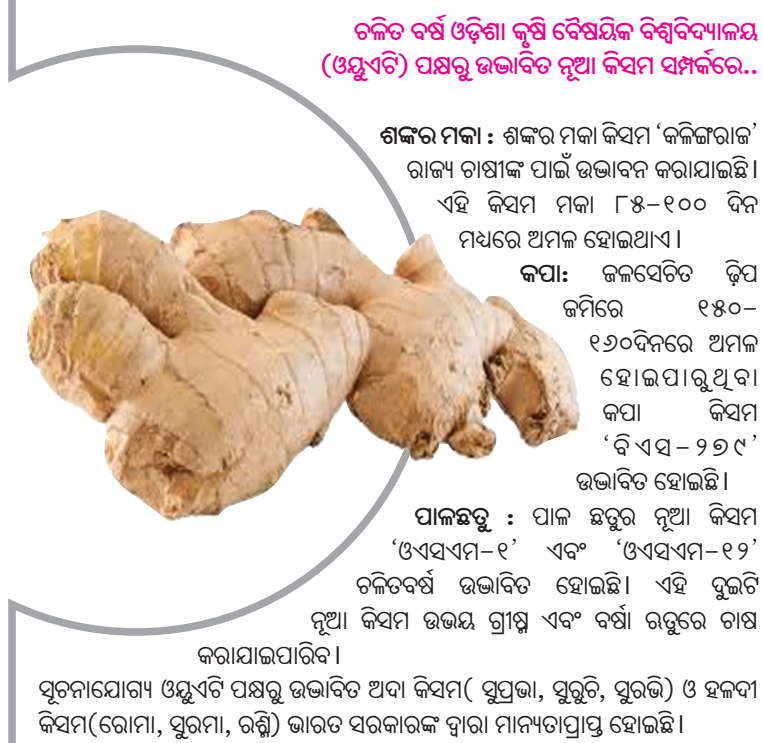 ଚଳିତ ବର୍ଷ ଓଡ଼ିଶା କୃଷି ବୈଷୟିକ ବିଶ୍ୱବିଦ୍ୟାଳୟ
(ଓୟୁଏଟି) ପକ୍ଷରୁ ଉଦ୍ଭାବିତ ନୂଆ କିସମ ସମ୍ପର୍କରେ..
ଶଙ୍କର ମକା : ଶଙ୍କର ମକା କିସମ ‘କଳିଙ୍ଗରାଜ’
ରାଜ୍ୟ ଚାଷୀଙ୍କ ପାଇଁ ଉଦ୍ଭାବନ କରାଯାଇଛି।
ଏହି କିସମ ମକା ୮୫–୧୦୦ ଦିନ
ମଧ୍ୟରେ ଅମଳ ହୋଇଥାଏ।
କପା: ଜଳସେଚିତ ଢ଼ିପ
ଜମିରେ ୧୫୦–
୧୬୦ଦିନରେ ଅମଳ
ହୋଇପାରୁଥିବା
କପା କିସମ
‘ବିଏସ–୨୭୯’
ଉଦ୍ଭାବିତ ହୋଇଛି।
ପାଳଛତୁ : ପାଳ ଛତୁର ନୂଆ କିସମ
‘ଓଏସଏମ–୧’ ଏବଂ ‘ଓଏସଏମ–୧୨’
ଚଳିତବର୍ଷ ଉଦ୍ଭାବିତ ହୋଇଛି। ଏହି ଦୁଇଟି
ନୂଆ କିସମ ଉଭୟ ଗ୍ରୀଷ୍ମ ଏବଂ ବର୍ଷା ଋତୁରେ ଚାଷ
କରାଯାଇପାରିବ।
ସୂଚନାଯୋଗ୍ୟ ଓୟୁଏଟି ପକ୍ଷରୁ ଉଦ୍ଭାବିତ ଅଦା କିସମ( ସୁପ୍ରଭା, ସୁରୁଚି, ସୁରଭି) ଓ ହଳଦୀ
କିସମ(ରୋମା, ସୁରମା, ରଶ୍ମି) ଭାରତ ସରକାରଙ୍କ ଦ୍ୱାରା ମାନ୍ୟତାପ୍ରାପ୍ତ ହୋଇଛି।